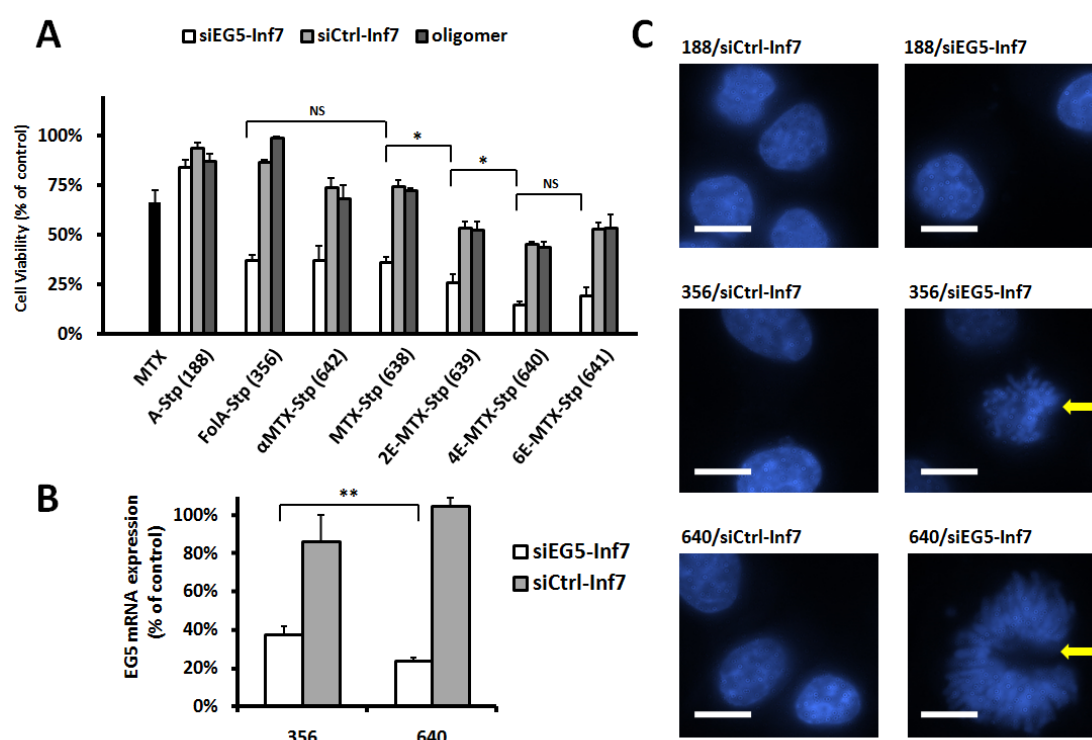 A
siEG5-Inf7 siCtrl-Inf7 oligomer
Cell Viability (% of control)
100%
75%
50%
25%
0%
NS
*
*
NS
MTX
A-Stp (188)
FolA-Stp (356)
αMTX-Stp (642)
MTX-Stp (638)
2E-MTX-Stp (639)
4E-MTX-Stp (640)
6E-MTX-Stp (641)
B
EG5 mRNA expression
(% of control)
100%
80%
60%
40%
20%
0%
**
siEG5-Inf7
siCtrl-Inf7
356 640
C
188/siCtrl-Inf7 188/siEG5-Inf7
356/siCtrl-Inf7 356/siEG5-Inf7
640/siCtrl-Inf7 640/siEG5-Inf7